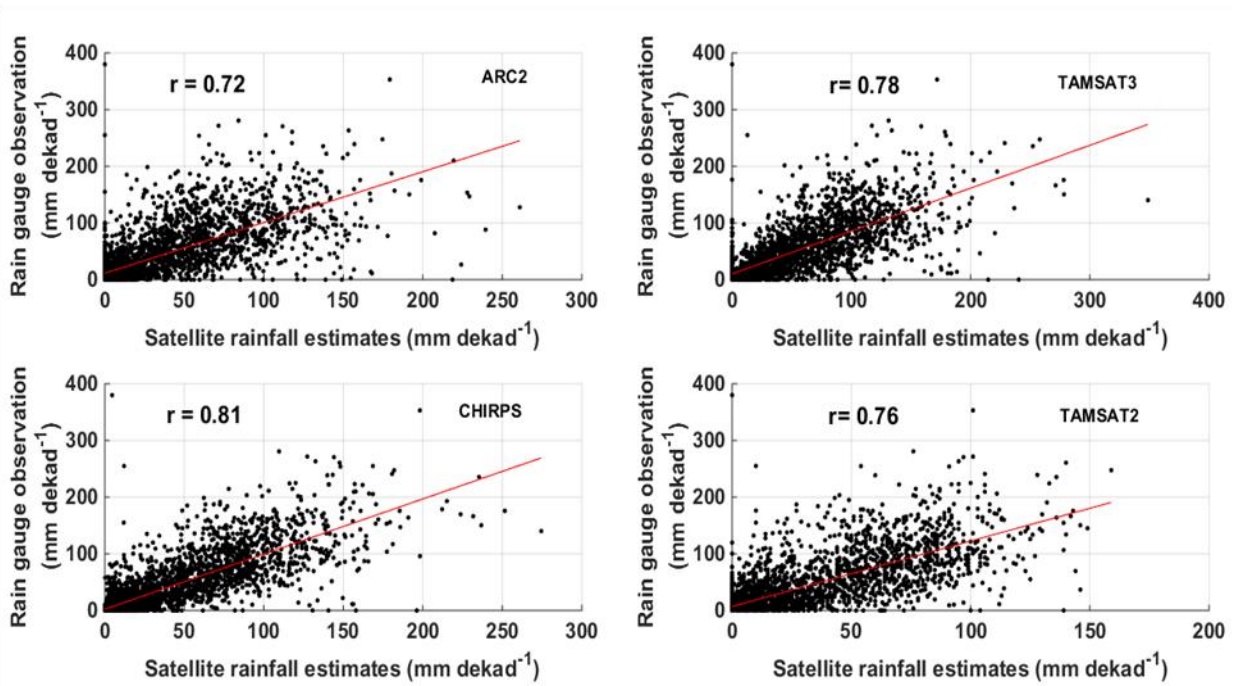 Rain gauge observation
(mm dekad-1)
400
300
200
100
0
r = 0.72
ARC2
0 50 100 150 200 250 300
Satellite rainfall estimates (mm dekad-1)
Rain gauge observation
(mm dekad-1)
400
300
200
100
0
r= 0.78
TAMSAT3
0 100 200 300 400
Satellite rainfall estimates (mm dekad-1)
Rain gauge observation
(mm dekad-1)
400
300
200
100
0
r = 0.81
CHIRPS
0 50 100 150 200 250 300
Satellite rainfall estimates (mm dekad-1)
Rain gauge observation
(mm dekad-1)
400
300
200
100
0
r= 0.76
TAMSAT2
0 50 100 150 200
Satellite rainfall estimates (mm dekad-1)